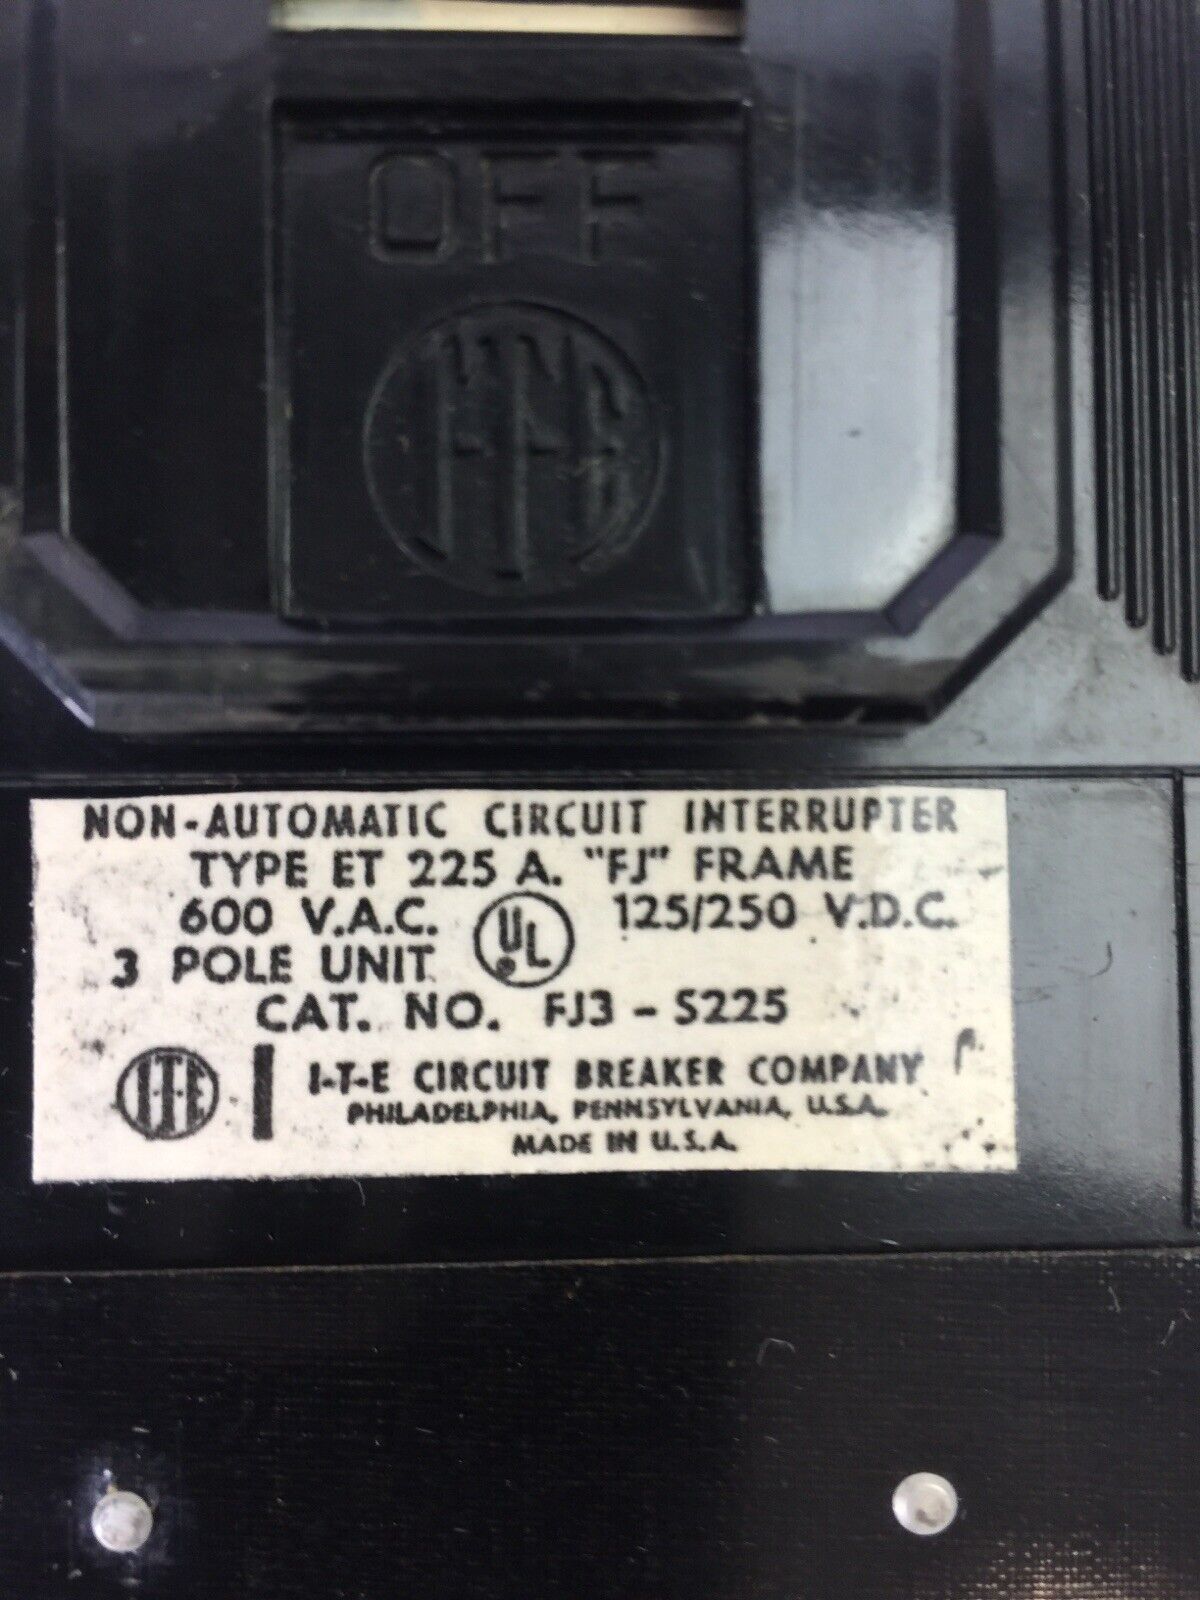 OFF
ITE
NON-AUTOMATIC CIRCUIT INTERRUPTER
TYPE ET 225 A. "FJ" FRAME
600 V.A.C. UL 125/250 V.D.C.
3 POLE UNIT
CAT. NO. FJ3 - S225
I-T-E I-T-E CIRCUIT BREAKER COMPANY
PHILADELPHIA, PENNSYLVANIA, U.S.A.
MADE IN U.S.A.